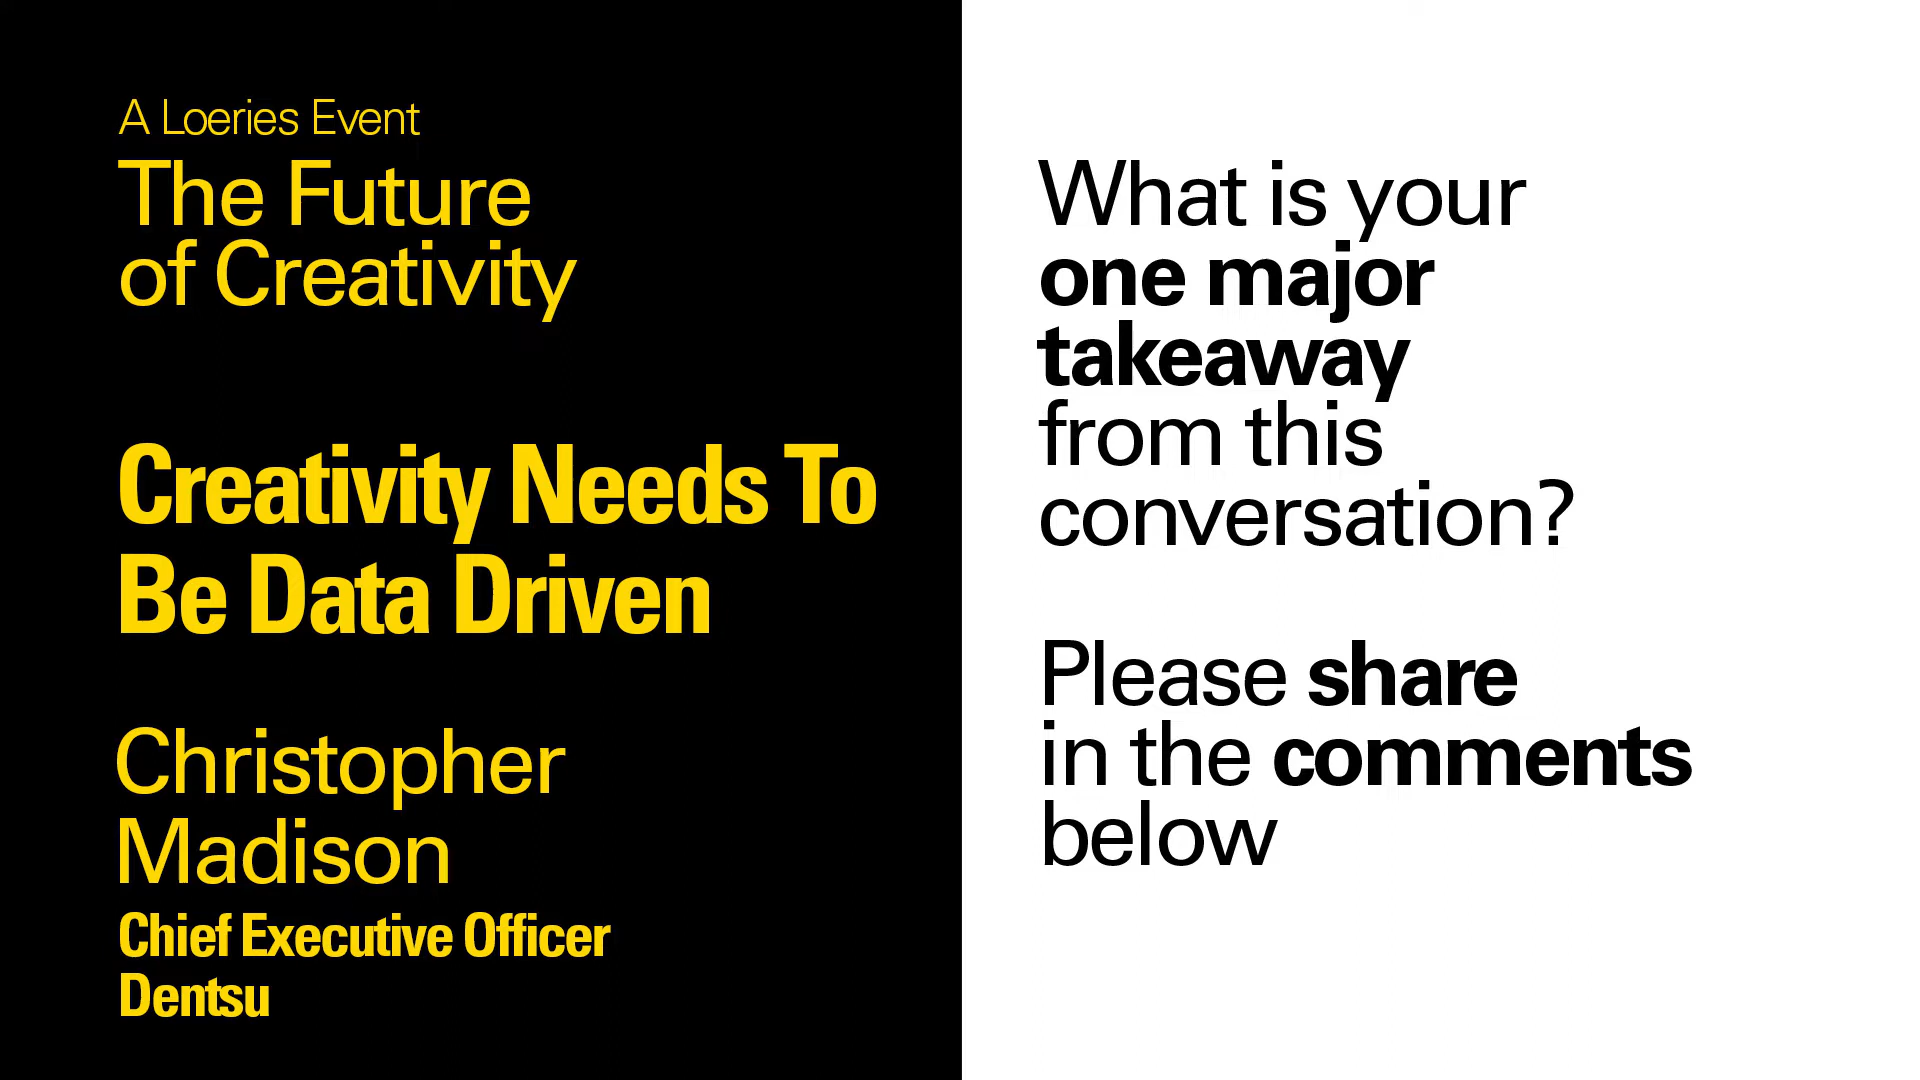 A Loeries Event
The Future
of Creativity
Creativity Needs To
Be Data Driven
Christopher
Madison
Chief Executive Officer
Dentsu
What is your
one major
takeaway
from this
conversation?
Please share
in the comments
below